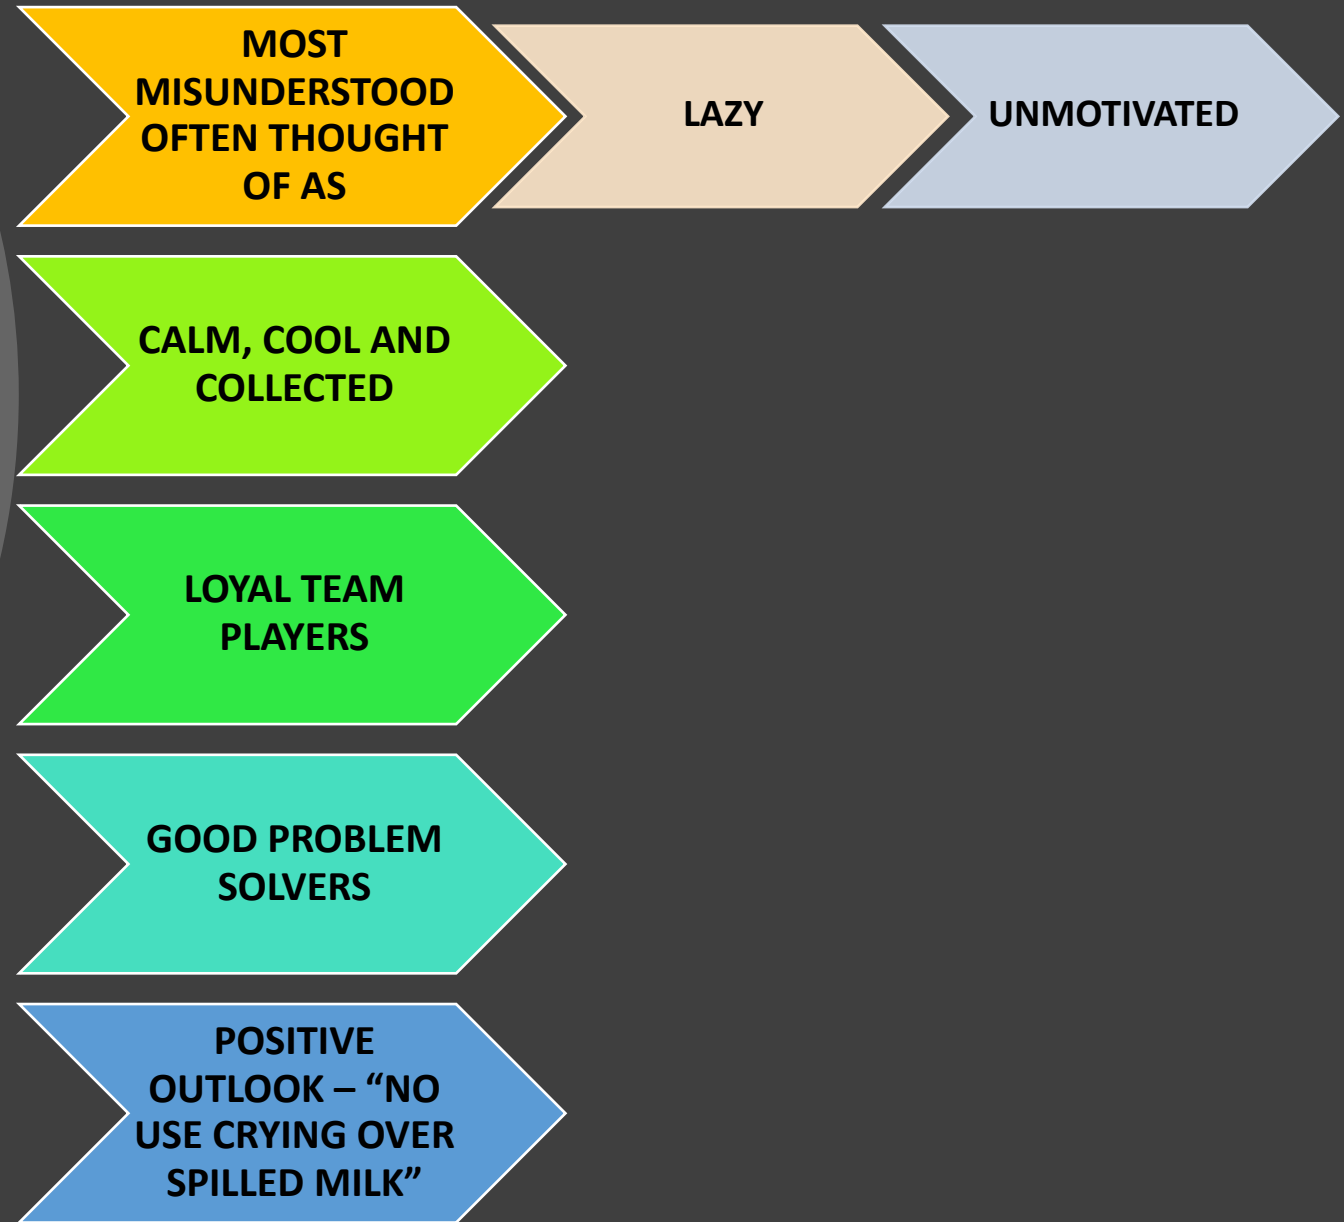 MOST
MISUNDERSTOOD
OFTEN THOUGHT
OF AS
LAZY
UNMOTIVATED
CALM, COOL AND
COLLECTED
LOYAL TEAM
PLAYERS
GOOD PROBLEM
SOLVERS
POSITIVE
OUTLOOK – “NO
USE CRYING OVER
SPILLED MILK”